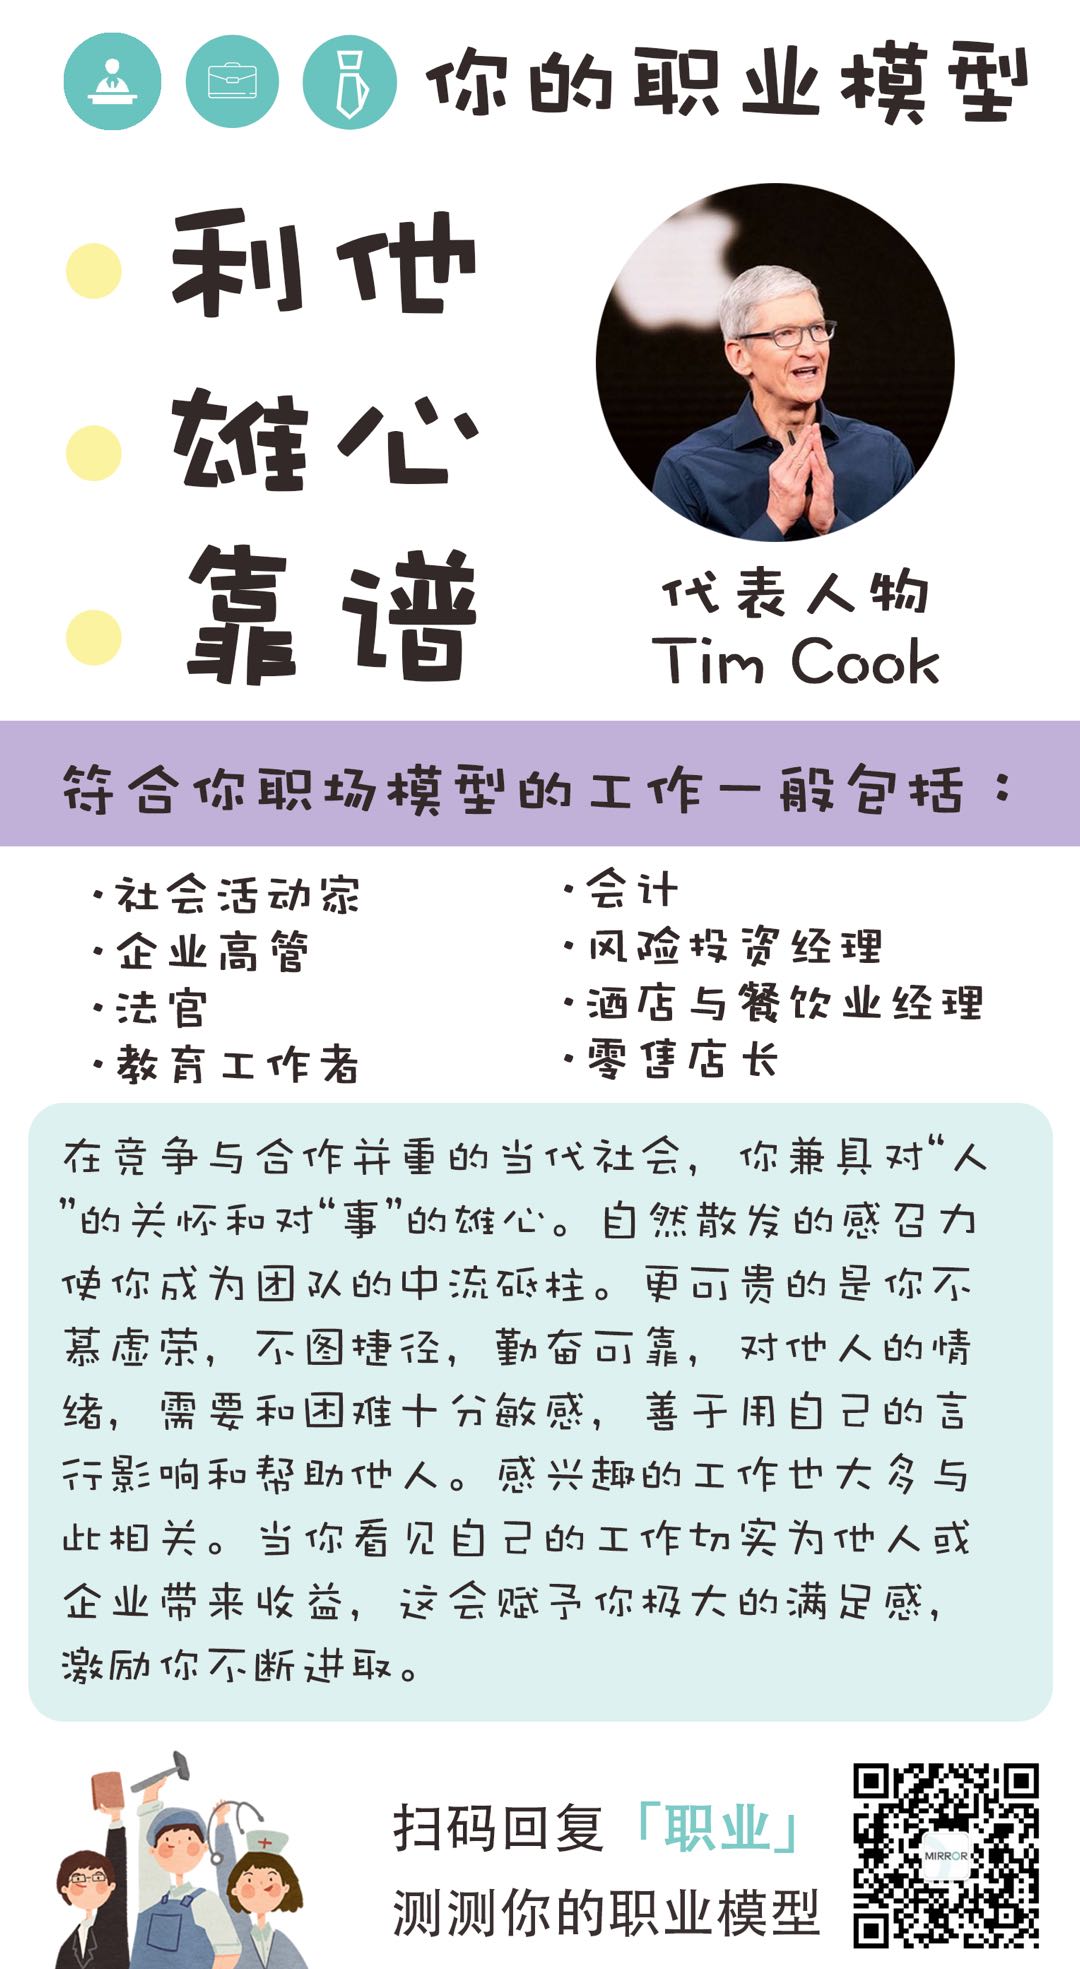 你的职业模型
利他
雄心
靠谱
代表人物
Tim Cook
符合你职场模型的工作一般包括：
·社会活动家
·企业高管
·法官
·教育工作者
·会计
·风险投资经理
·酒店与餐饮业经理
·零售店长
在竞争与合作并重的当代社会，你兼具对“人
”的关怀和对“事”的雄心。自然散发的感召力
使你成为团队的中流砥柱。更可贵的是你不
慕虚荣，不图捷径，勤奋可靠，对他人的情
绪，需要和困难十分敏感，善于用自己的言
行影响和帮助他人。感兴趣的工作也大多与
此相关。当你看见自己的工作切实为他人或
企业带来收益，这会赋予你极大的满足感，
激励你不断进取。
扫码回复「职业」
测测你的职业模型
MIRROR